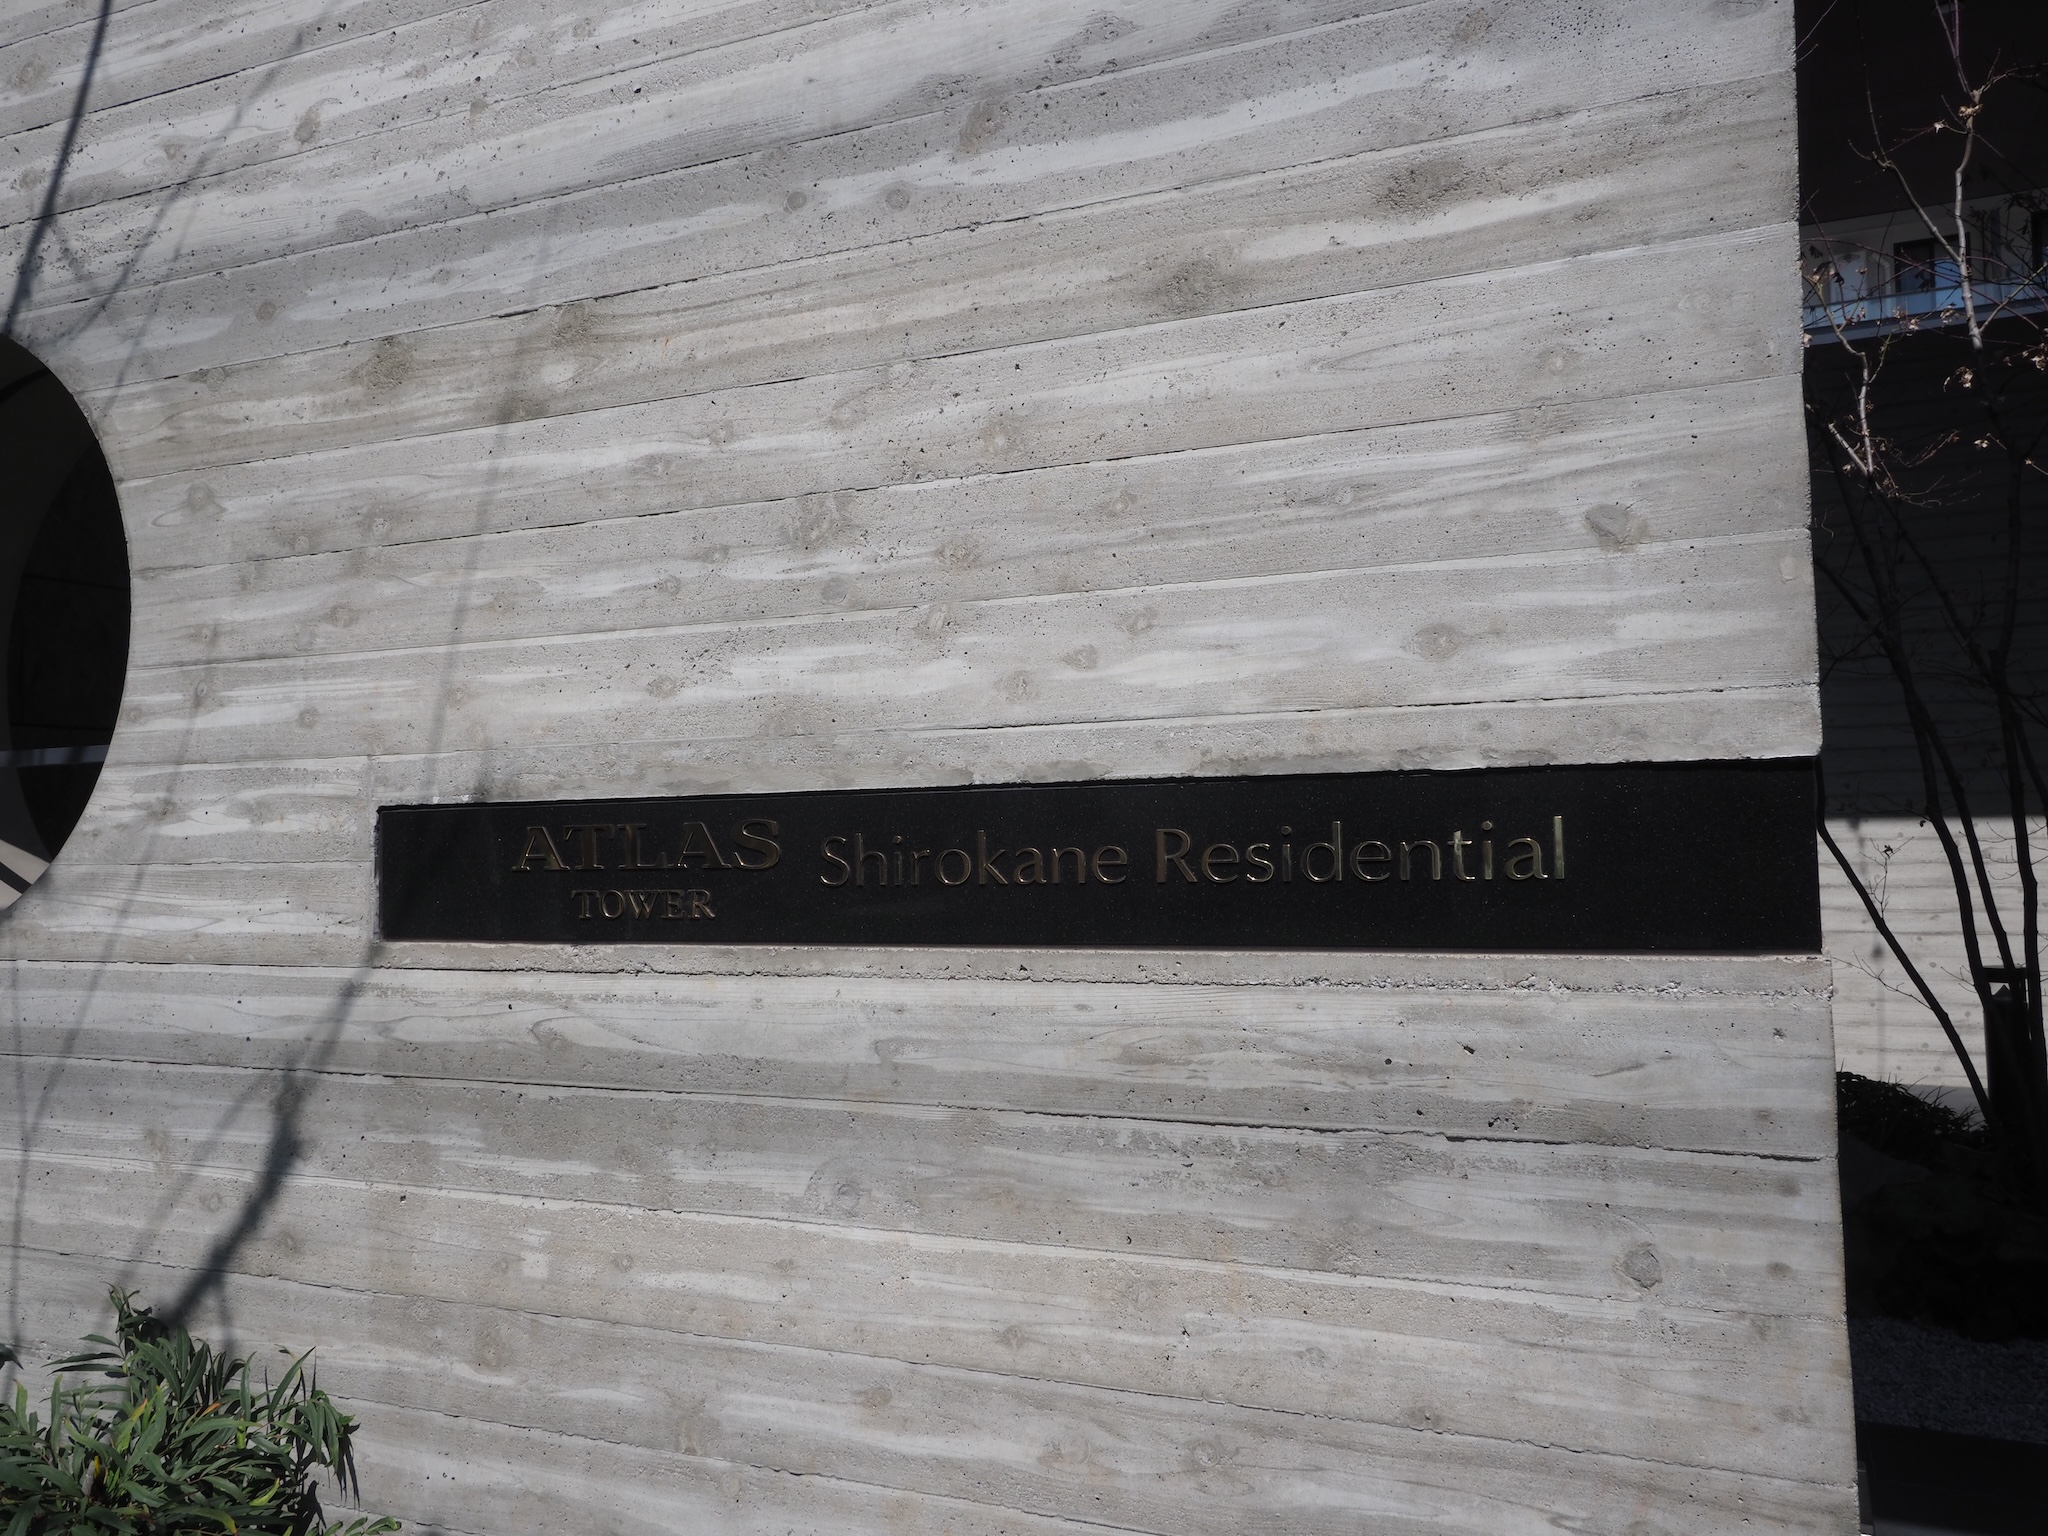 ATLAS
TOWER
Shirokane Residential